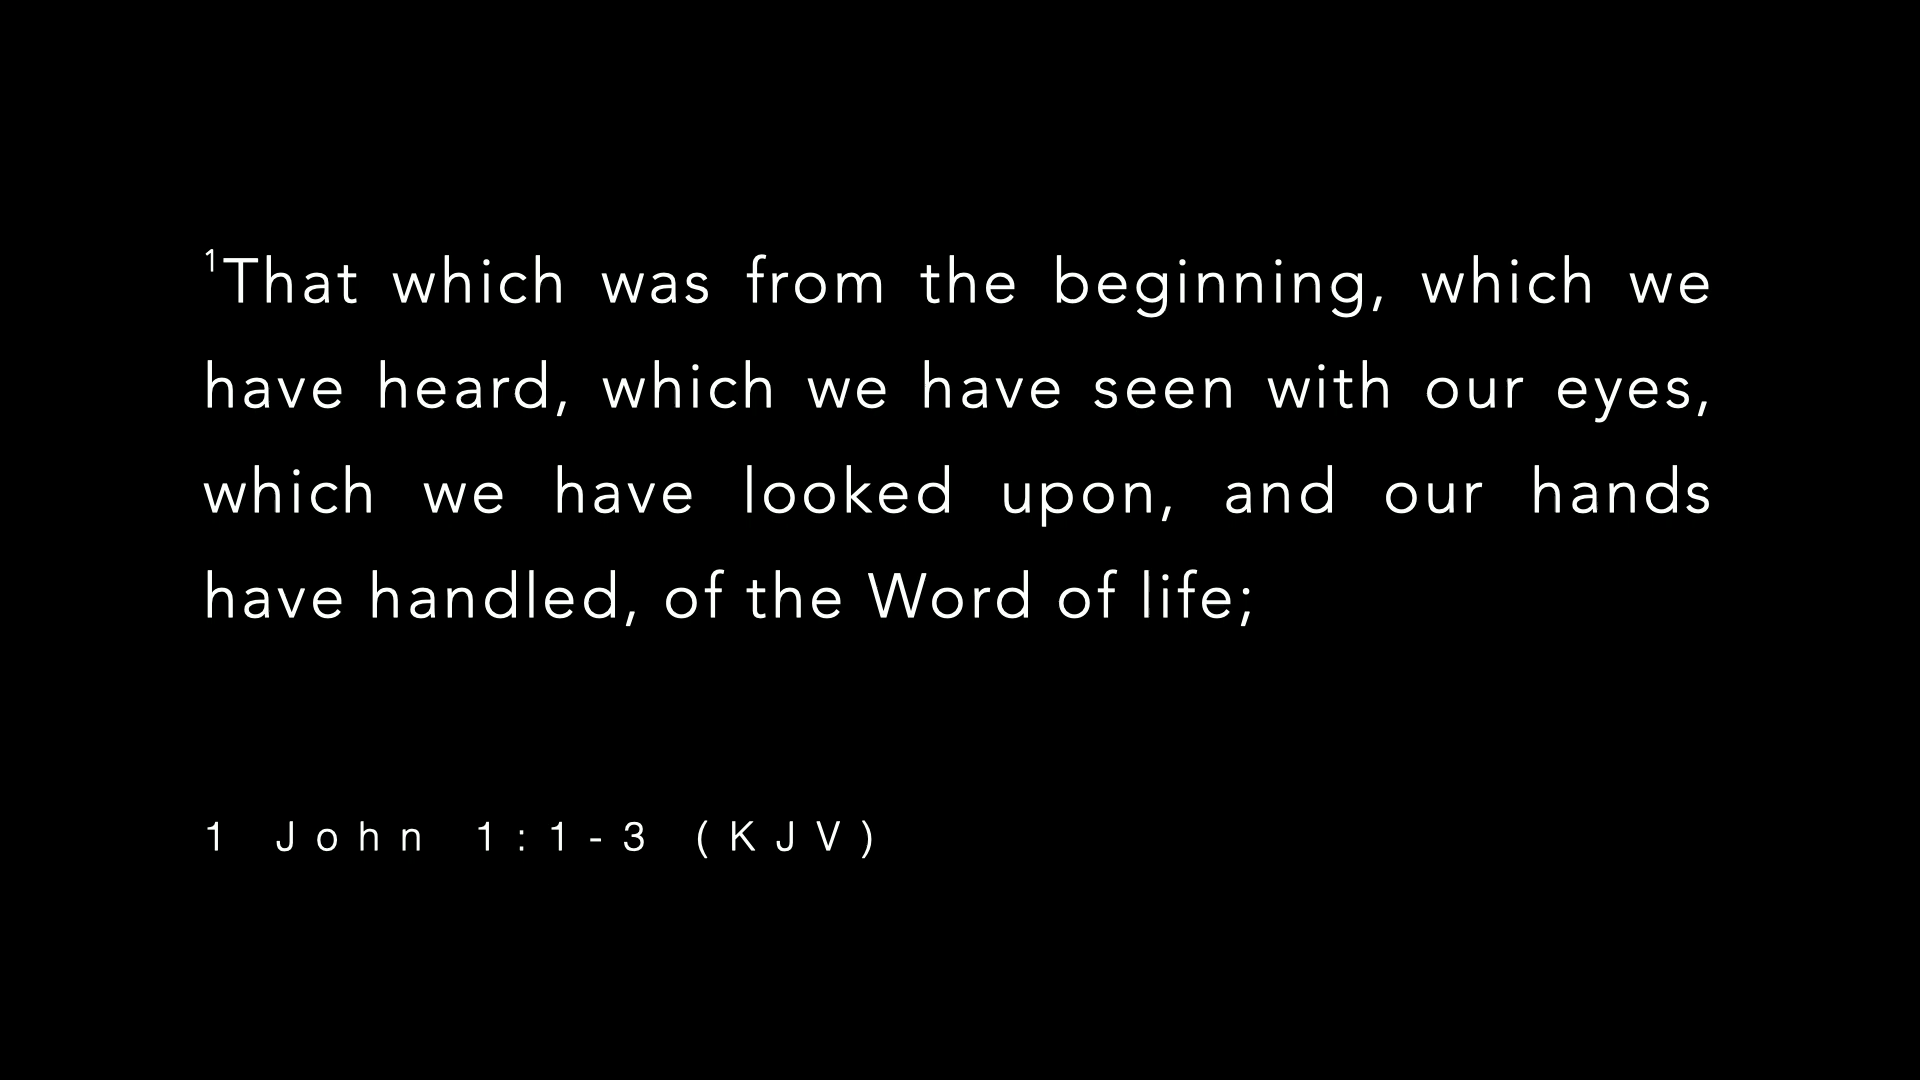 ¹That which was from the beginning, which we
have heard, which we have seen with our eyes,
which we have looked upon, and our hands
have handled, of the Word of life;
1 John 1:1-3 (KJV)